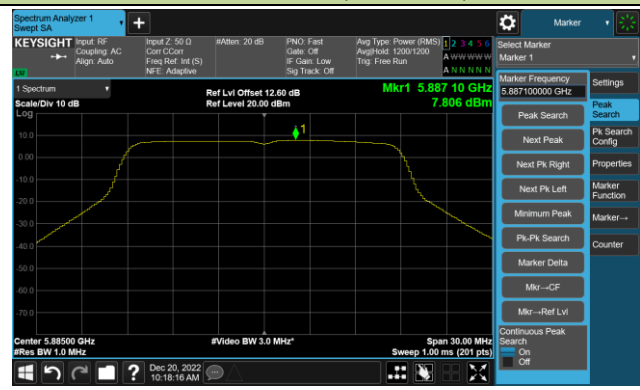 Spectrum Analyzer 1
Swept SA
Marker
KEYSIGHT Input: RF
Coupling: AC
Align: Auto
Input Z: 50 Ω
Corr CCorr
Freq Ref: Int (S)
NFE: Adaptive
#Atten: 20 dB
PNO: Fast
Gate: Off
IF Gain: Low
Sig Track: Off
Avg Type: Power (RMS)
Avg|Hold: 1200/1200
Trig: Free Run
1 2 3 4 5 6
A W W W W W
A N N N N N
Select Marker
Marker 1
LW
1 Spectrum
Scale/Div 10 dB
Log
Ref Lvl Offset 12.60 dB
Ref Level 20.00 dBm
Mkr1 5.887 10 GHz
7.806 dBm
1
10.0
0.00
-10.0
-20.0
-30.0
-40.0
-50.0
-60.0
-70.0
Center 5.88500 GHz
#Res BW 1.0 MHz
#Video BW 3.0 MHz*
Span 30.00 MHz
Sweep 1.00 ms (201 pts)
Marker Frequency
5.887100000 GHz
Peak Search
Next Peak
Next Pk Right
Next Pk Left
Minimum Peak
Pk-Pk Search
Marker Delta
Mkr→CF
Mkr→Ref Lvl
Continuous Peak
Search
On
Off
Settings
Peak
Search
Pk Search
Config
Properties
Marker
Function
Marker→
Counter
Dec 20, 2022
10:18:16 AM